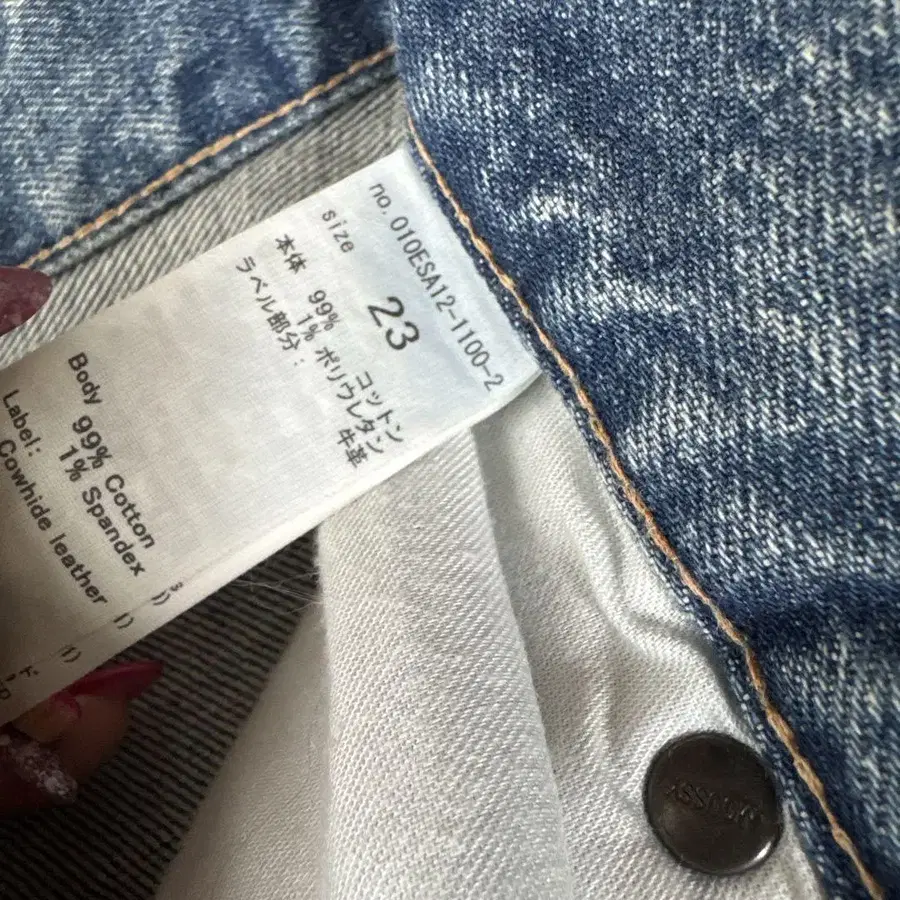 no. 010ESA12-1100-2
size 23
本体 99% コットン
1% ポリウレタン
ラベル部分: 牛革
Body 99% Cotton
1% Spandex
Label:
Cowhide leather